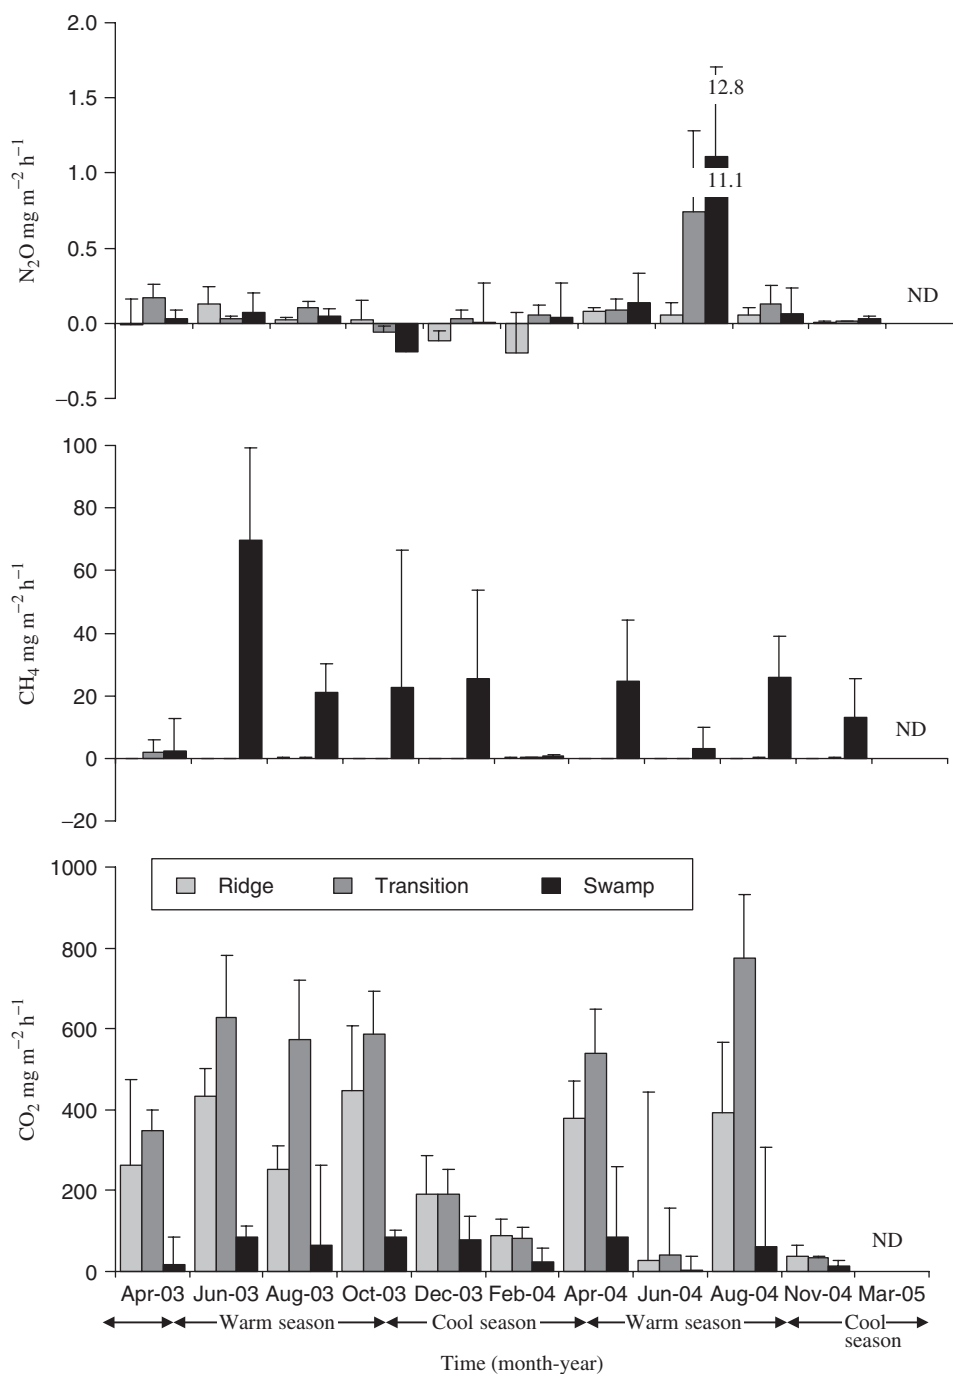 2.0
1.5
1.0
0.5
0.0
−0.5
N₂O mg m⁻² h⁻¹
12.8
11.1
ND
100
80
60
40
20
0
−20
CH₄ mg m⁻² h⁻¹
ND
1000
800
600
400
200
0
CO₂ mg m⁻² h⁻¹
Ridge Transition Swamp
ND
Apr-03 Jun-03 Aug-03 Oct-03 Dec-03 Feb-04 Apr-04 Jun-04 Aug-04 Nov-04 Mar-05
Warm season Cool season Warm season Cool
season
Time (month-year)